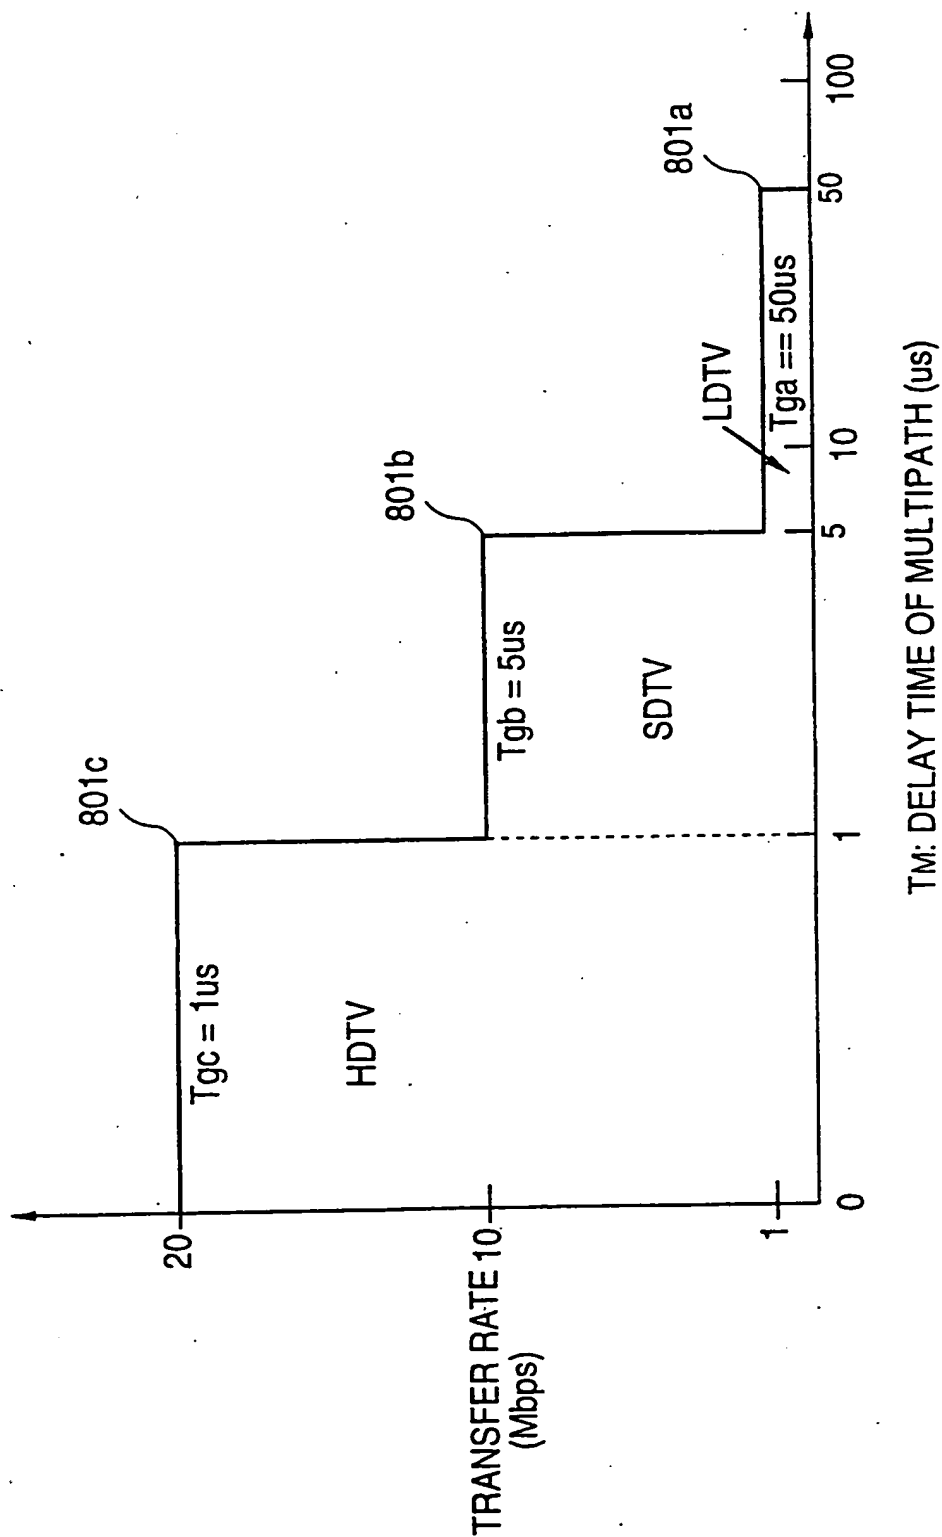 801c
20
Tgc = 1us
HDTV
801b
TRANSFER RATE 10
(Mbps)
Tgb = 5us
SDTV
801a
LDTV
1
Tga == 50us
0
1
5
10
50
100
TM: DELAY TIME OF MULTIPATH (us)